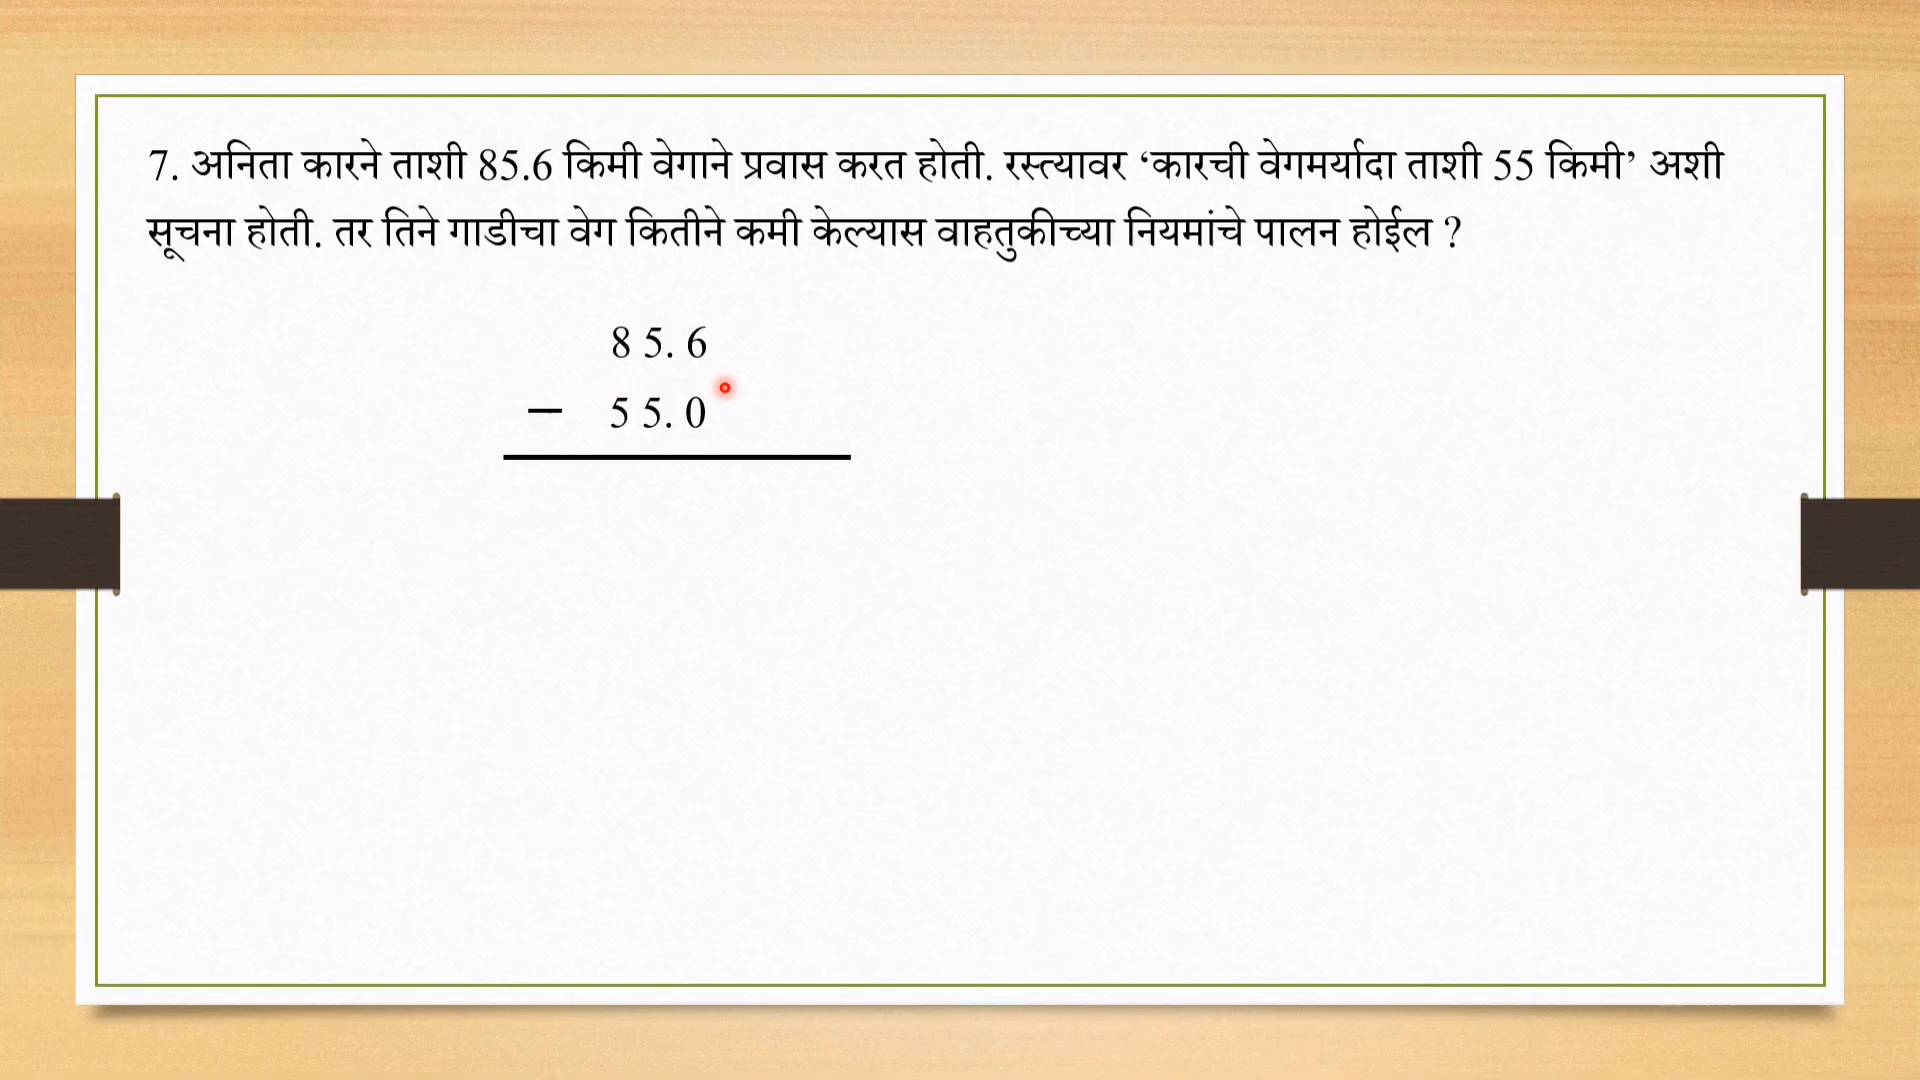 7. अनिता कारने ताशी 85.6 किमी वेगाने प्रवास करत होती. रस्त्यावर ‘कारची वेगमर्यादा ताशी 55 किमी’ अशी
सूचना होती. तर तिने गाडीचा वेग कितीने कमी केल्यास वाहतुकीच्या नियमांचे पालन होईल ?
8 5. 6
− 5 5. 0